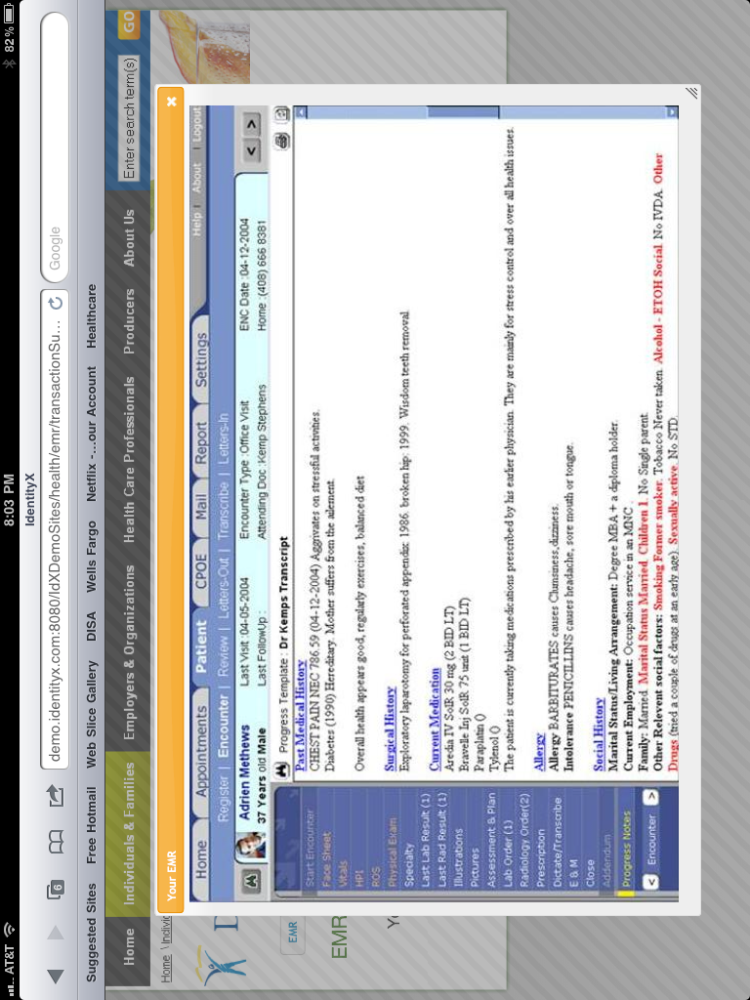 AT&T 8:03 PM 82%
IdentityX
6 demo.identityx.com:8080/IdXDemoSites/health/emr/transactionSu... Google
Suggested Sites Free Hotmail Web Slice Gallery DISA Wells Fargo Netflix -...our Account Healthcare
Home Individuals & Families Employers & Organizations Health Care Professionals Producers About Us Enter search term(s) GO
Home \ Individ
D
EMR
EMR
Yo
Your EMR
Help | About | Logout
Home Appointments Patient CPOE Mail Report Settings
Register | Encounter | Review | Letters-Out | Transcribe | Letters-In
Adrien Methews Last Visit :04-05-2004 Encounter Type :Office Visit ENC Date :04-12-2004
37 Years old Male Last FollowUp : Attending Doc :Kemp Stephens Home :(408) 666 8381
Progress Template : Dr Kemps Transcript
Start Encounter
Face Sheet
Vitals
HPI
ROS
Physical Exam
Specialty
Last Lab Result (1)
Last Rad Result (1)
Illustrations
Pictures
Assessment & Plan
Lab Order (1)
Radiology Order(2)
Prescription
Dictate/Transcribe
E & M
Close
Addendum
Progress Notes
< Encounter >
Past Medical History
CHEST PAIN NEC 786.59 (04-12-2004) Aggrivates on stressful activities.
Diabetes (1990) Hereditary. Mother suffers from the ailement.
Overall health appears good, regularly exercises, balanced diet
Surgical History
Exploratory laparotomy for perforated appendix: 1986. broken hip: 1999. Wisdom teeth removal.
Current Medication
Aredia IV SolR 30 mg (2 BID LT)
Bravelle Inj SolR 75 unit (1 BID LT)
Paraplatin ()
Tylenol ()
The patient is currently taking medications prescribed by his earlier physician. They are mainly for stress control and over all health issues.
Allergy
Allergy BARBITURATES causes Clumsiness,dizziness.
Intolerance PENICILLINS causes headache, sore mouth or tongue.
Social History
Marital Status/Living Arrangement: Degree MBA + a diploma holder.
Current Employment: Occupation service in an MNC .
Family: Married. Marital Status Married. Children 1. No Single parent.
Other Relevent social factors: Smoking Former smoker. Tobacco Never taken. Alcohol - ETOH Social. No IVDA. Other
Drugs (tried a couple of drugs at an early age). Sexually active. No STD.